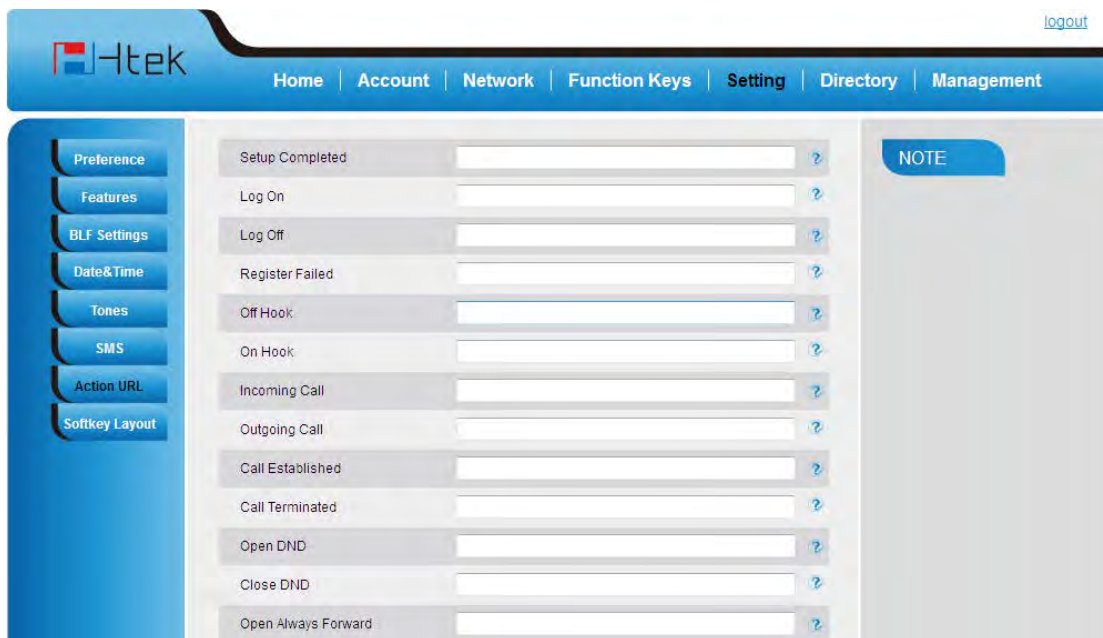 logout
Htek
Home | Account | Network | Function Keys | Setting | Directory | Management
Preference
Features
BLF Settings
Date&Time
Tones
SMS
Action URL
Softkey Layout
Setup Completed ?
Log On ?
Log Off ?
Register Failed ?
Off Hook ?
On Hook ?
Incoming Call ?
Outgoing Call ?
Call Established ?
Call Terminated ?
Open DND ?
Close DND ?
Open Always Forward ?
NOTE